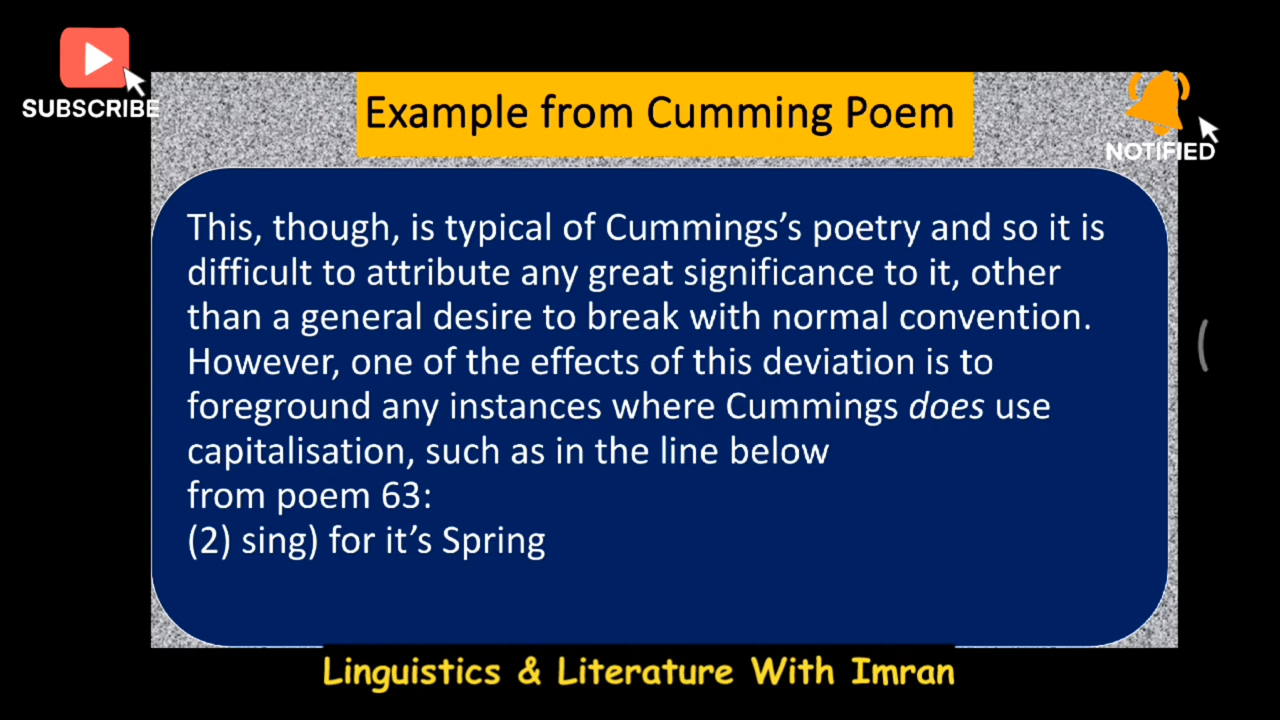 SUBSCRIBE
Example from Cumming Poem
NOTIFIED
This, though, is typical of Cummings’s poetry and so it is
difficult to attribute any great significance to it, other
than a general desire to break with normal convention.
However, one of the effects of this deviation is to
foreground any instances where Cummings does use
capitalisation, such as in the line below
from poem 63:
(2) sing) for it’s Spring
Linguistics & Literature With Imran